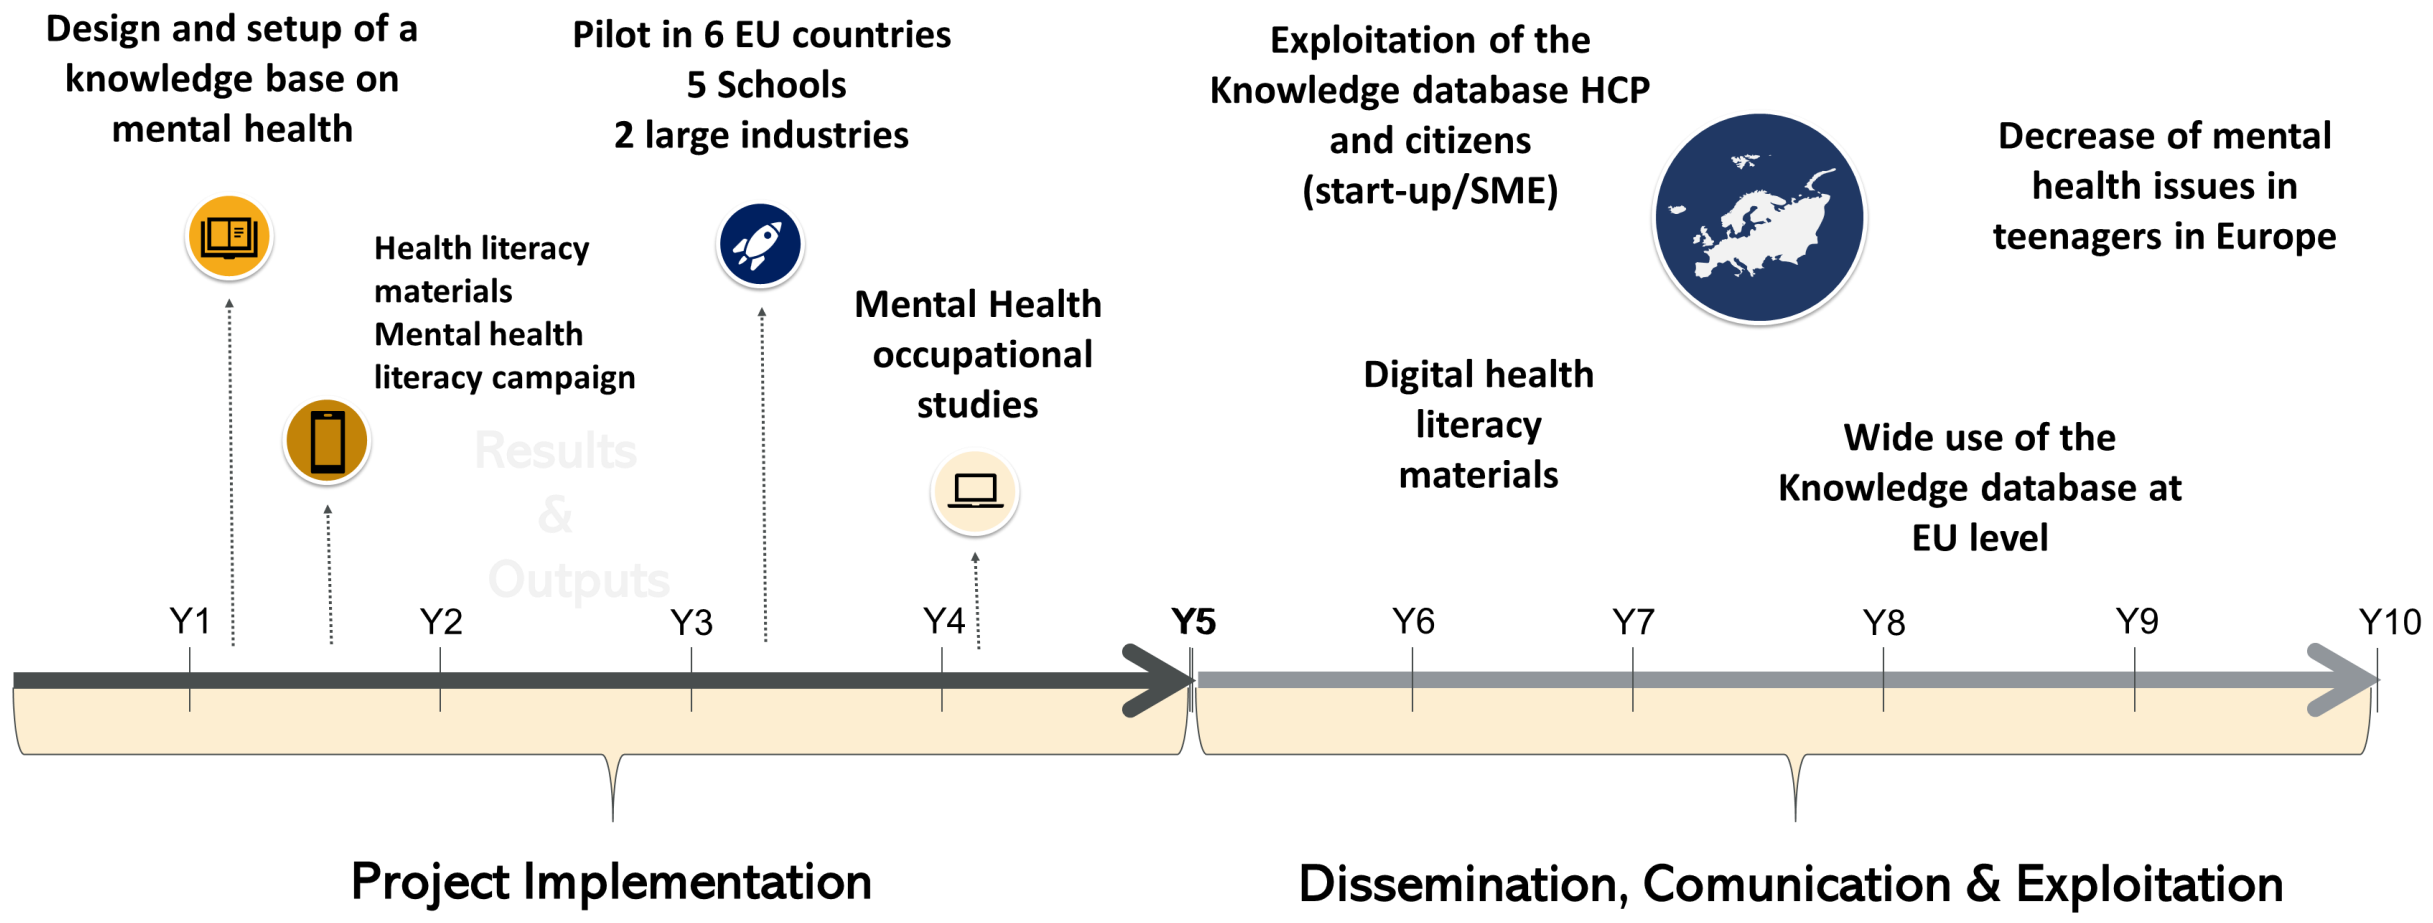 Design and setup of a
knowledge base on
mental health
Pilot in 6 EU countries
5 Schools
2 large industries
Exploitation of the
Knowledge database HCP
and citizens
(start-up/SME)
Decrease of mental
health issues in
teenagers in Europe
Health literacy
materials
Mental health
literacy campaign
Mental Health
occupational
studies
Digital health
literacy
materials
Wide use of the
Knowledge database at
EU level
Results
&
Outputs
Y1 Y2 Y3 Y4 Y5 Y6 Y7 Y8 Y9 Y10
Project Implementation
Dissemination, Comunication & Exploitation